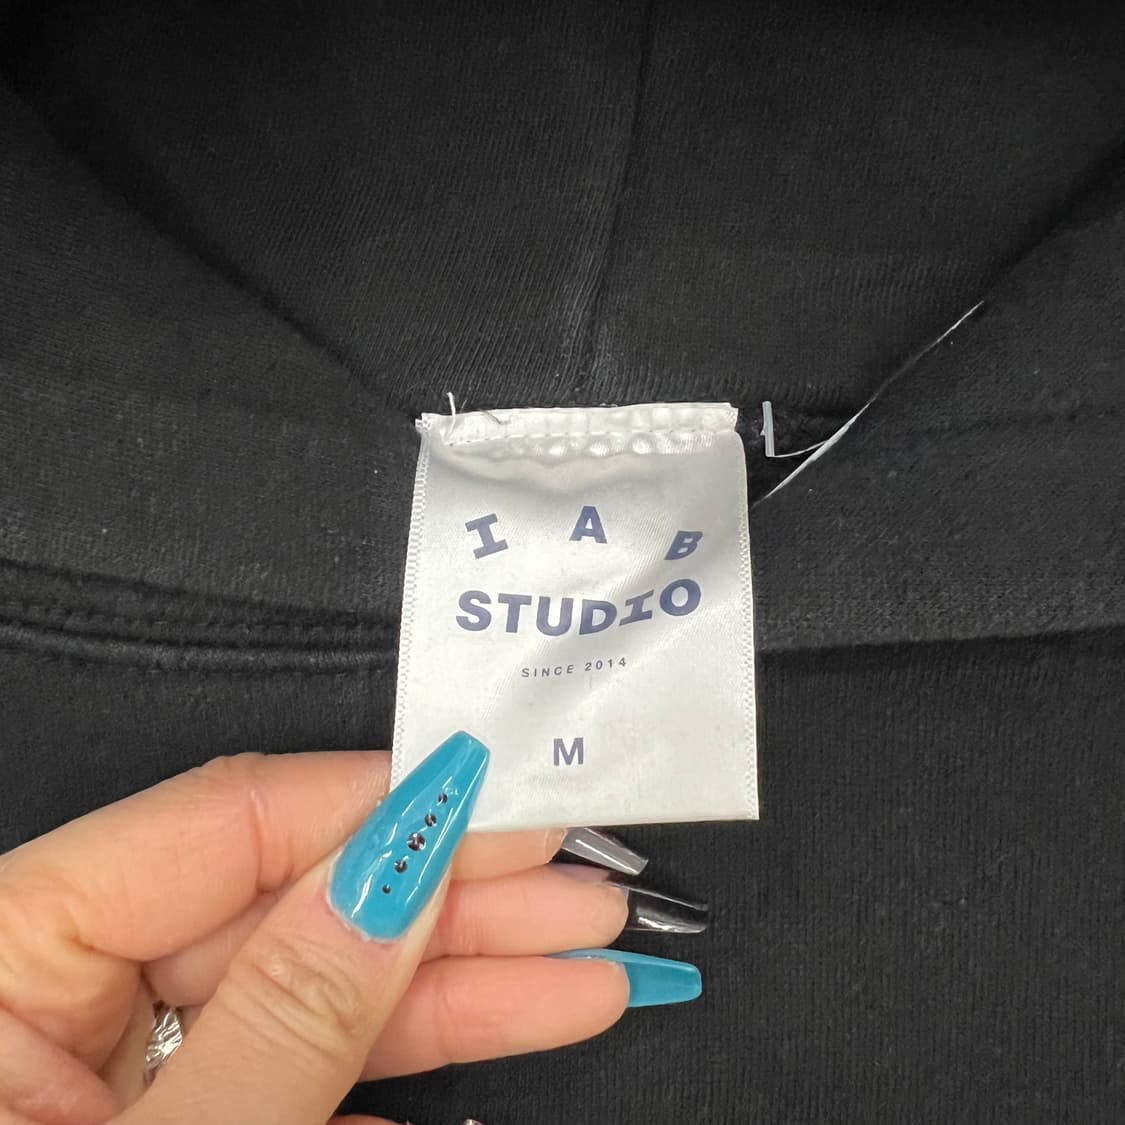 I A B
STUDIO
SINCE 2014
M